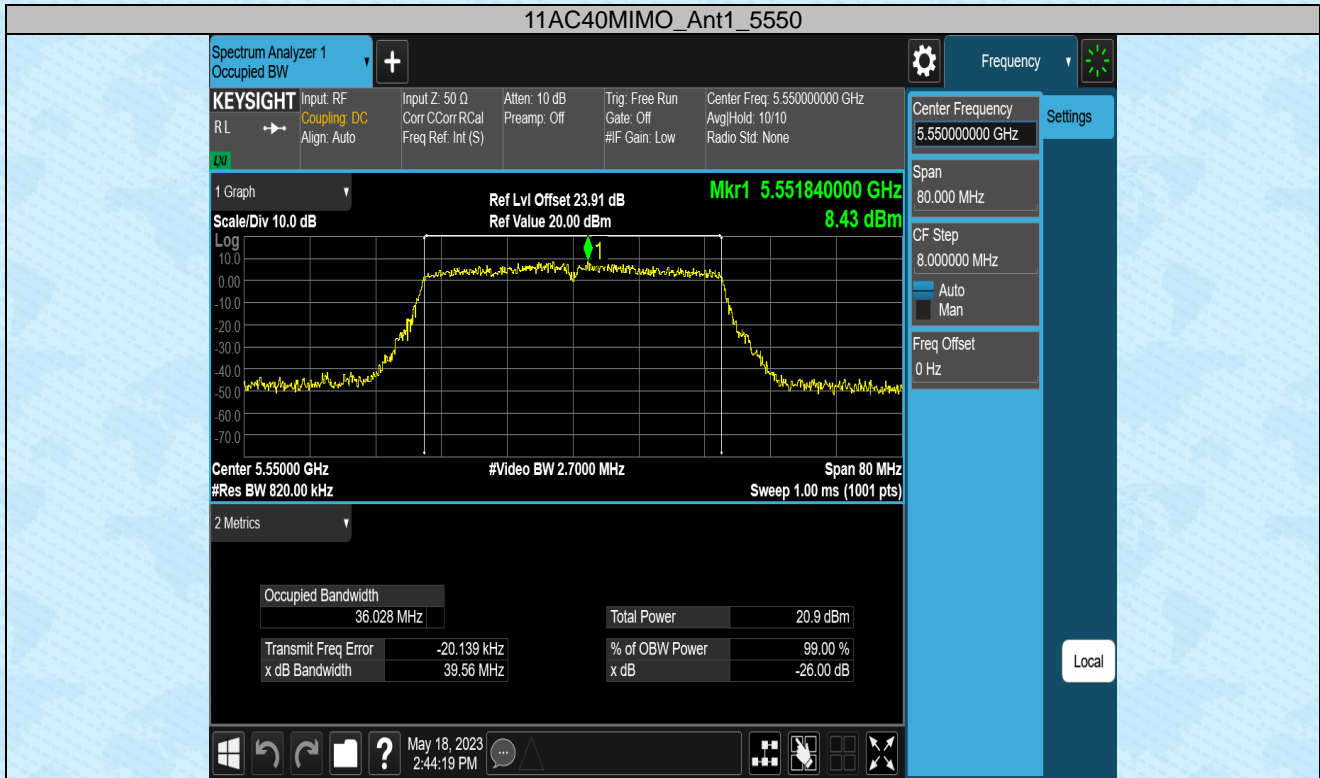 11AC40MIMO_Ant1_5550
Spectrum Analyzer 1
Occupied BW
+
Frequency
KEYSIGHT
R L
LXI
Input: RF
Coupling: DC
Align: Auto
Input Z: 50 Ω
Corr CCorr RCal
Freq Ref: Int (S)
Atten: 10 dB
Preamp: Off
Trig: Free Run
Gate: Off
#IF Gain: Low
Center Freq: 5.550000000 GHz
Avg|Hold: 10/10
Radio Std: None
Center Frequency
5.550000000 GHz
Settings
Span
80.000 MHz
CF Step
8.000000 MHz
Auto
Man
Freq Offset
0 Hz
Local
1 Graph
Scale/Div 10.0 dB
Ref Lvl Offset 23.91 dB
Ref Value 20.00 dBm
Mkr1 5.551840000 GHz
8.43 dBm
Log
1
10.0
0.00
-10.0
-20.0
-30.0
-40.0
-50.0
-60.0
-70.0
Center 5.55000 GHz
#Video BW 2.7000 MHz
Span 80 MHz
#Res BW 820.00 kHz
Sweep 1.00 ms (1001 pts)
2 Metrics
Occupied Bandwidth
36.028 MHz
Total Power 20.9 dBm
Transmit Freq Error -20.139 kHz
% of OBW Power 99.00 %
x dB Bandwidth 39.56 MHz
x dB -26.00 dB
?
May 18, 2023
2:44:19 PM